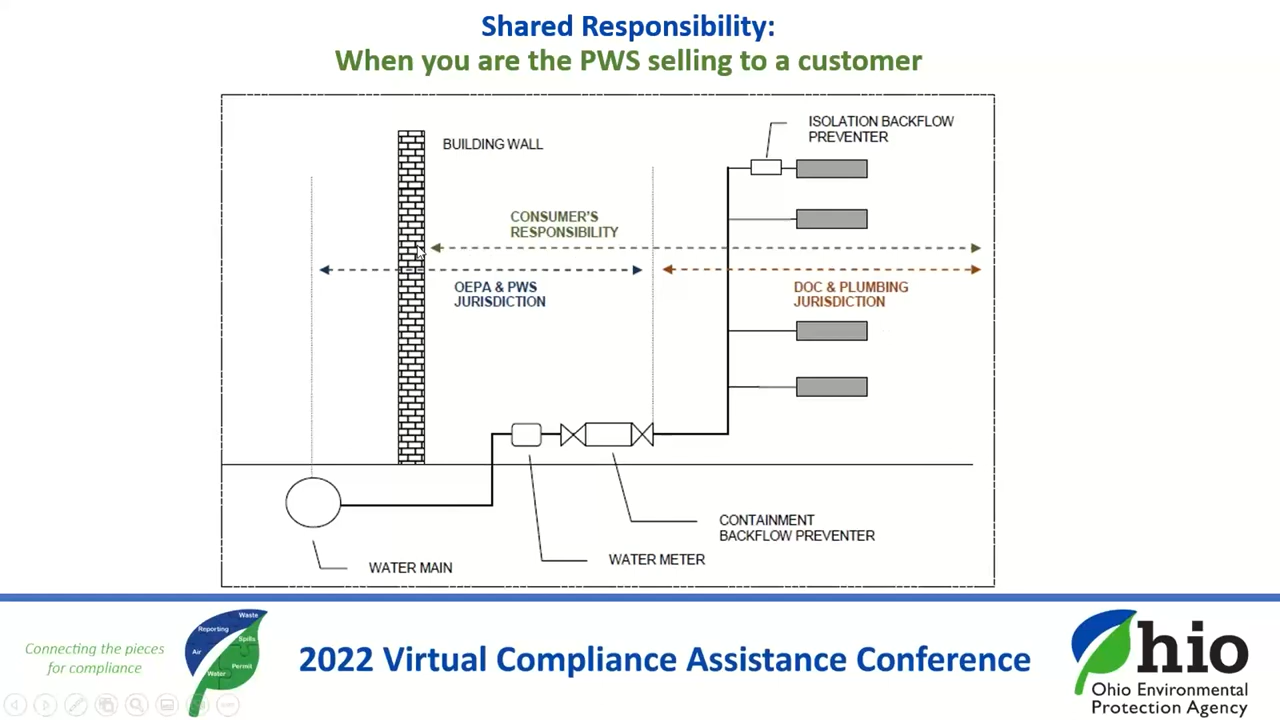 Shared Responsibility:
When you are the PWS selling to a customer
ISOLATION BACKFLOW
PREVENTER
BUILDING WALL
CONSUMER'S
RESPONSIBILITY
OEPA & PWS
JURISDICTION
DOC & PLUMBING
JURISDICTION
CONTAINMENT
BACKFLOW PREVENTER
WATER METER
WATER MAIN
Connecting the pieces
for compliance
Waste
Reporting
Spills
Air
Permit
Water
2022 Virtual Compliance Assistance Conference
Ohio
Ohio Environmental
Protection Agency